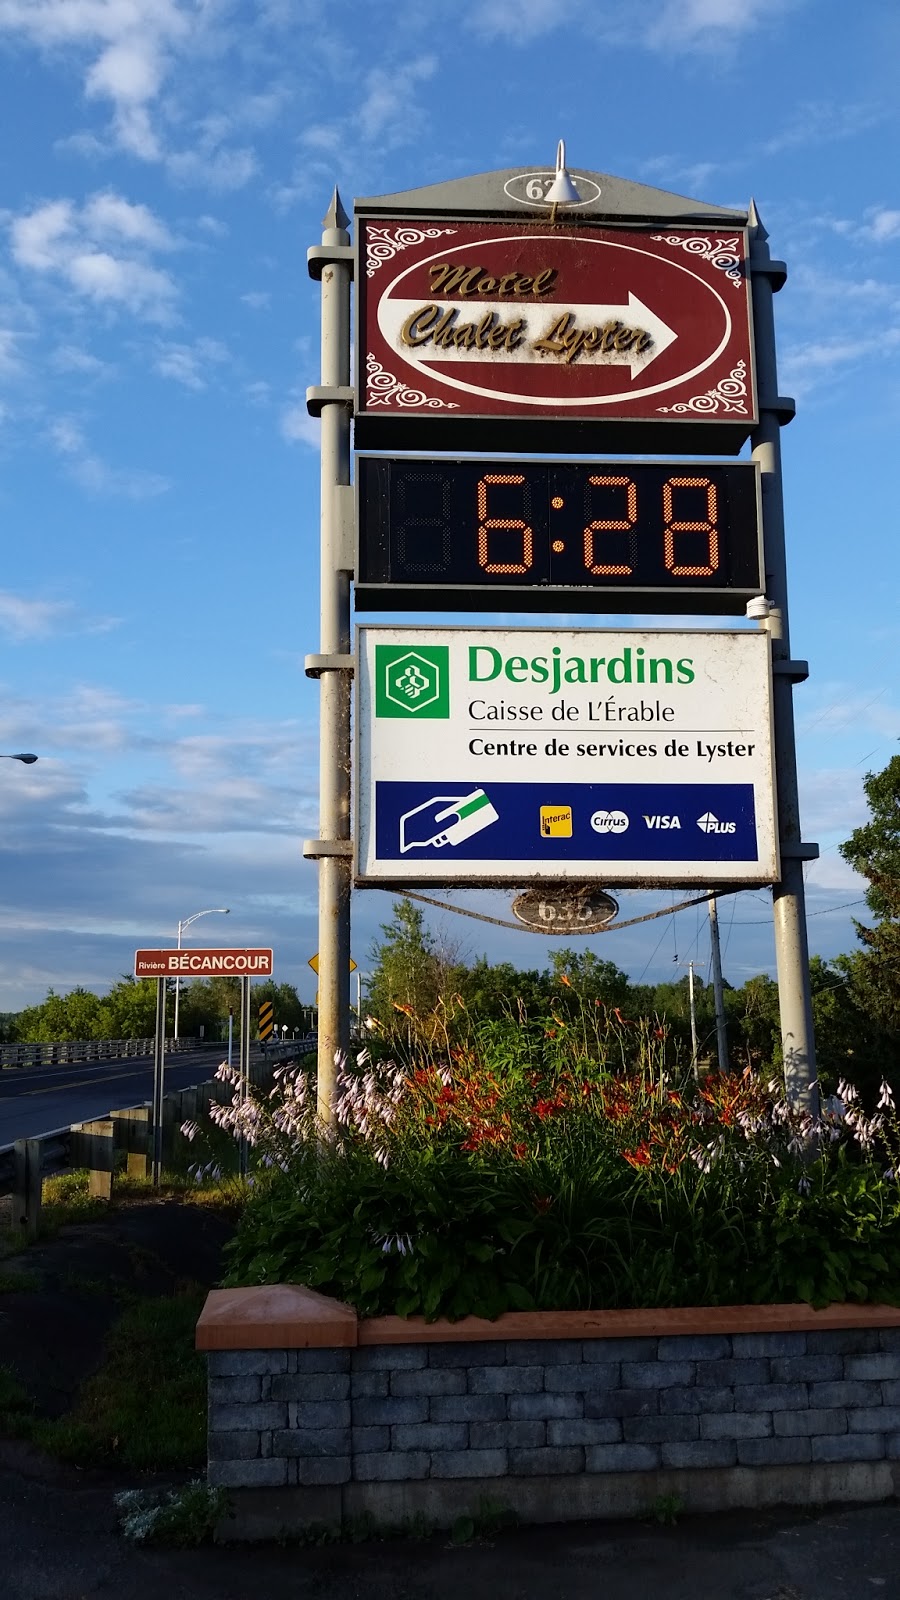 Motel
Chalet Lyster
6:28
Desjardins
Caisse de L'Érable
Centre de services de Lyster
Interac Cirrus VISA PLUS
635
Rivière BÉCANCOUR